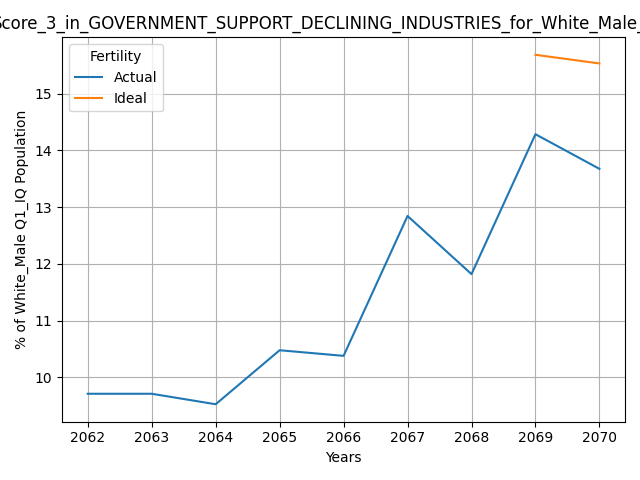 Score_3_in_GOVERNMENT_SUPPORT_DECLINING_INDUSTRIES_for_White_Male_
Fertility
Actual
Ideal
% of White_Male Q1_IQ Population
15
14
13
12
11
10
2062 2063 2064 2065 2066 2067 2068 2069 2070
Years